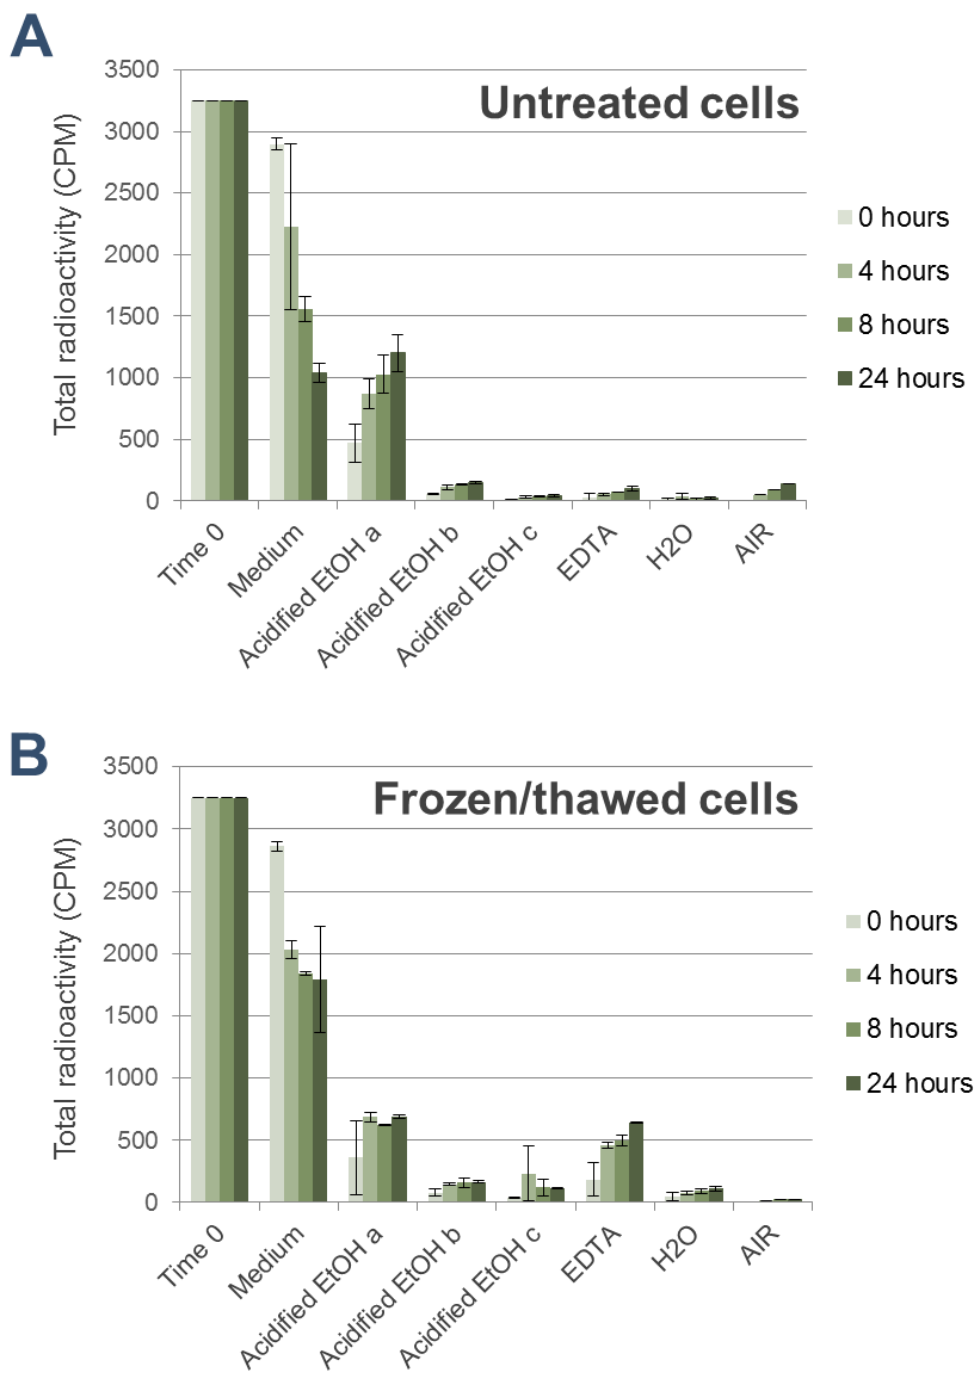 A
Untreated cells
Total radioactivity (CPM)
3500
3000
2500
2000
1500
1000
500
0
Time 0
Medium
Acidified EtOH a
Acidified EtOH b
Acidified EtOH c
EDTA
H2O
AIR
0 hours
4 hours
8 hours
24 hours
B
Frozen/thawed cells
Total radioactivity (CPM)
3500
3000
2500
2000
1500
1000
500
0
Time 0
Medium
Acidified EtOH a
Acidified EtOH b
Acidified EtOH c
EDTA
H2O
AIR
0 hours
4 hours
8 hours
24 hours